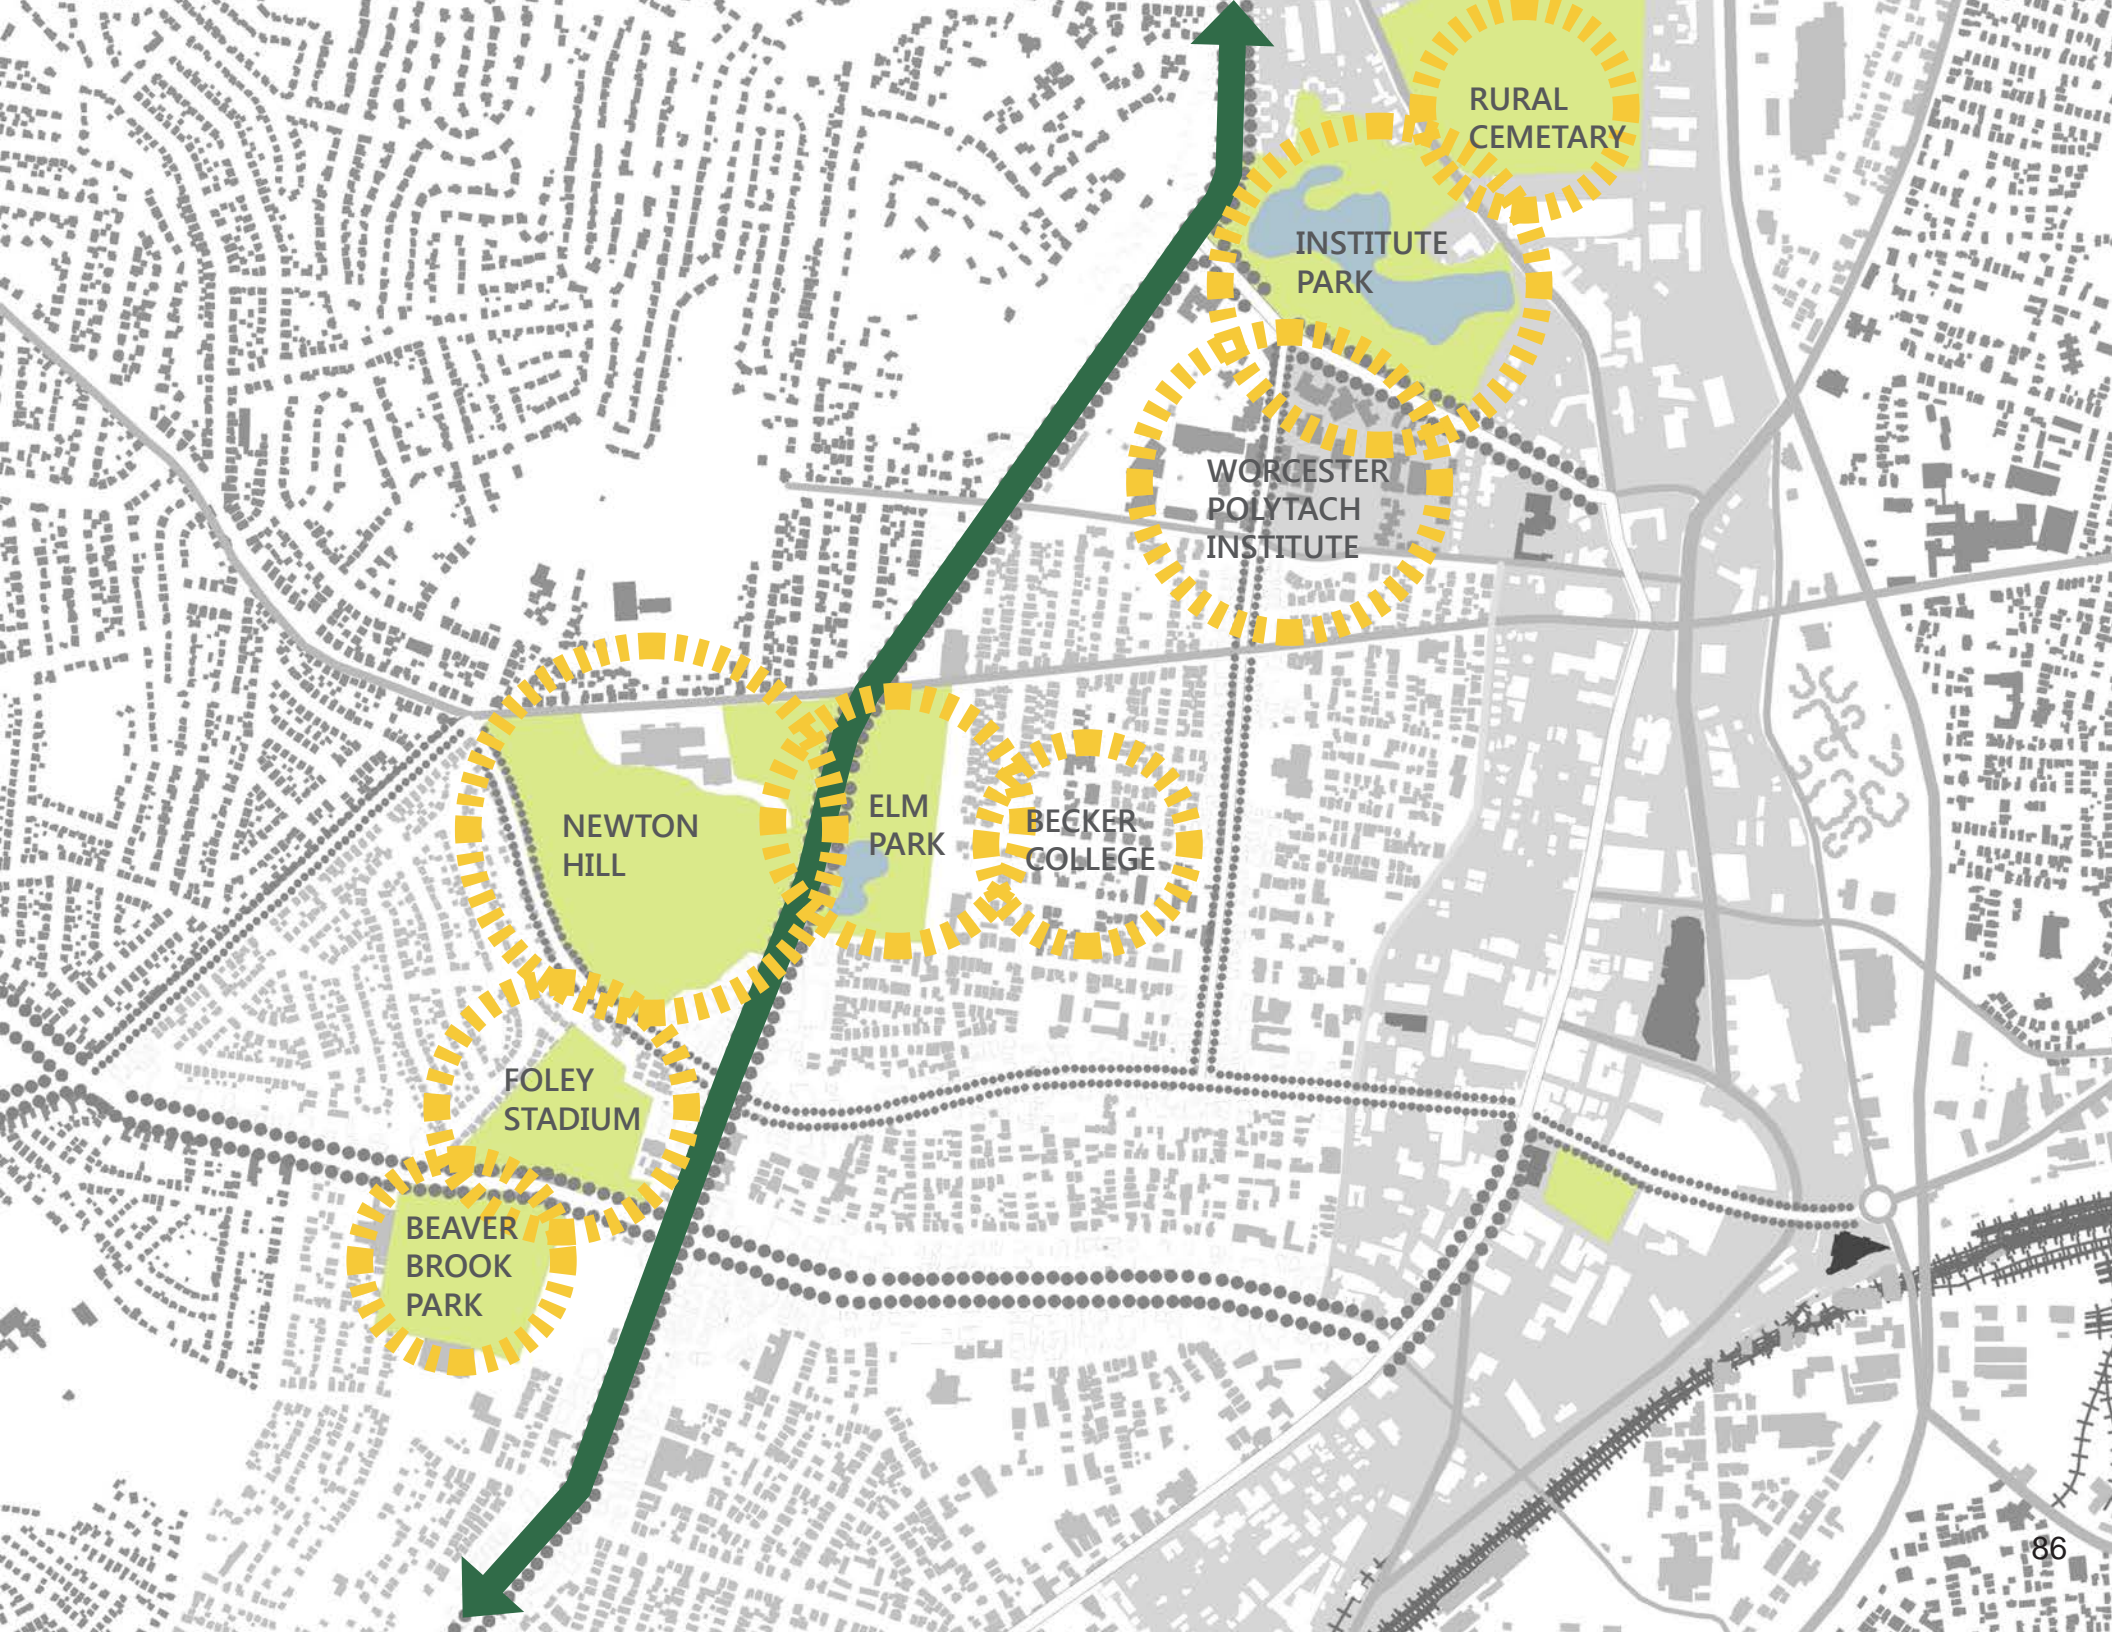 RURAL
CEMETARY
INSTITUTE
PARK
WORCESTER
POLYTACH
INSTITUTE
NEWTON
HILL
ELM
PARK
BECKER
COLLEGE
FOLEY
STADIUM
BEAVER
BROOK
PARK
86